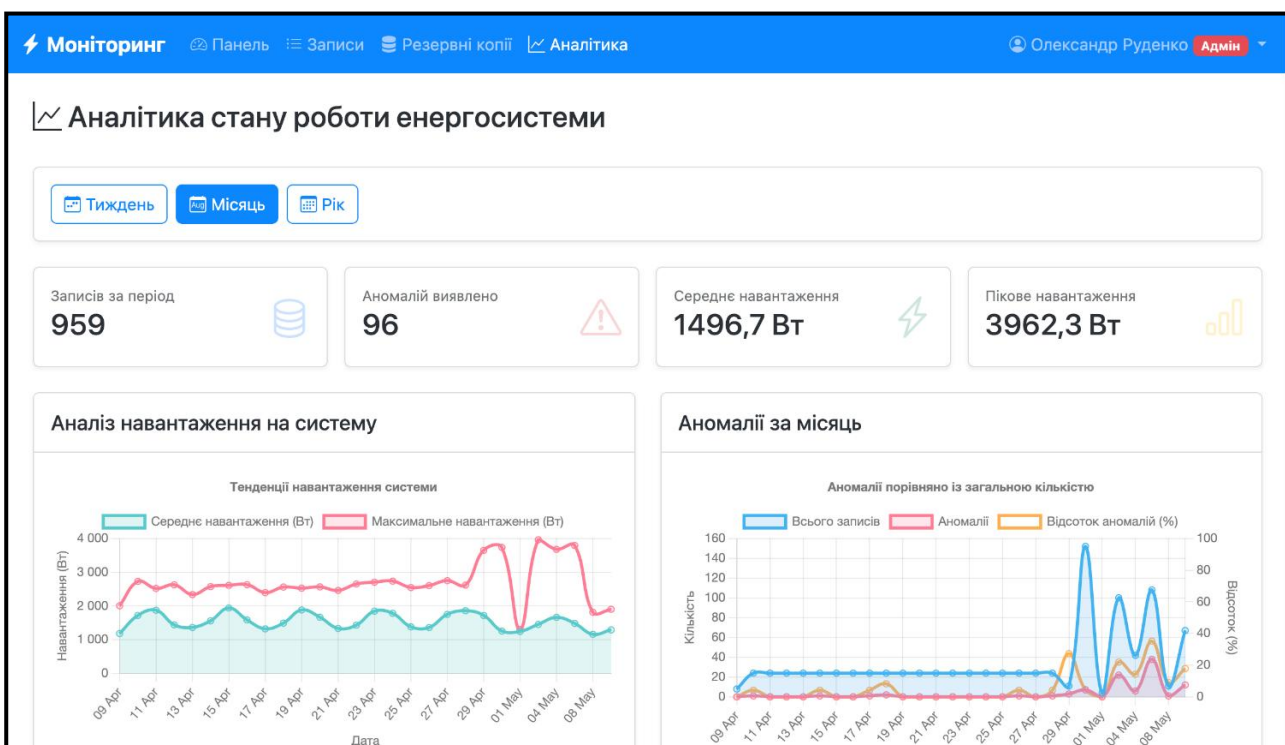 Моніторинг Панель Записи Резервні копії Аналітика Олександр Руденко Адмін
Аналітика стану роботи енергосистеми
Тиждень Aug Місяць Рік
Записів за період
959
Аномалій виявлено
96
Середнє навантаження
1496,7 Вт
Пікове навантаження
3962,3 Вт
Аналіз навантаження на систему
Тенденції навантаження системи
Середнє навантаження (Вт) Максимальне навантаження (Вт)
4 000
3 000
2 000
1 000
0
Навантаження (Вт)
09 Apr 11 Apr 13 Apr 15 Apr 17 Apr 19 Apr 21 Apr 23 Apr 25 Apr 27 Apr 29 Apr 01 May 04 May 08 May
Дата
Аномалії за місяць
Аномалії порівняно із загальною кількістю
Всього записів Аномалії Відсоток аномалій (%)
160
140
120
100
80
60
40
20
0
Кількість
100
80
60
40
20
0
Відсоток (%)
09 Apr 11 Apr 13 Apr 15 Apr 17 Apr 19 Apr 21 Apr 23 Apr 25 Apr 27 Apr 29 Apr 01 May 04 May 08 May